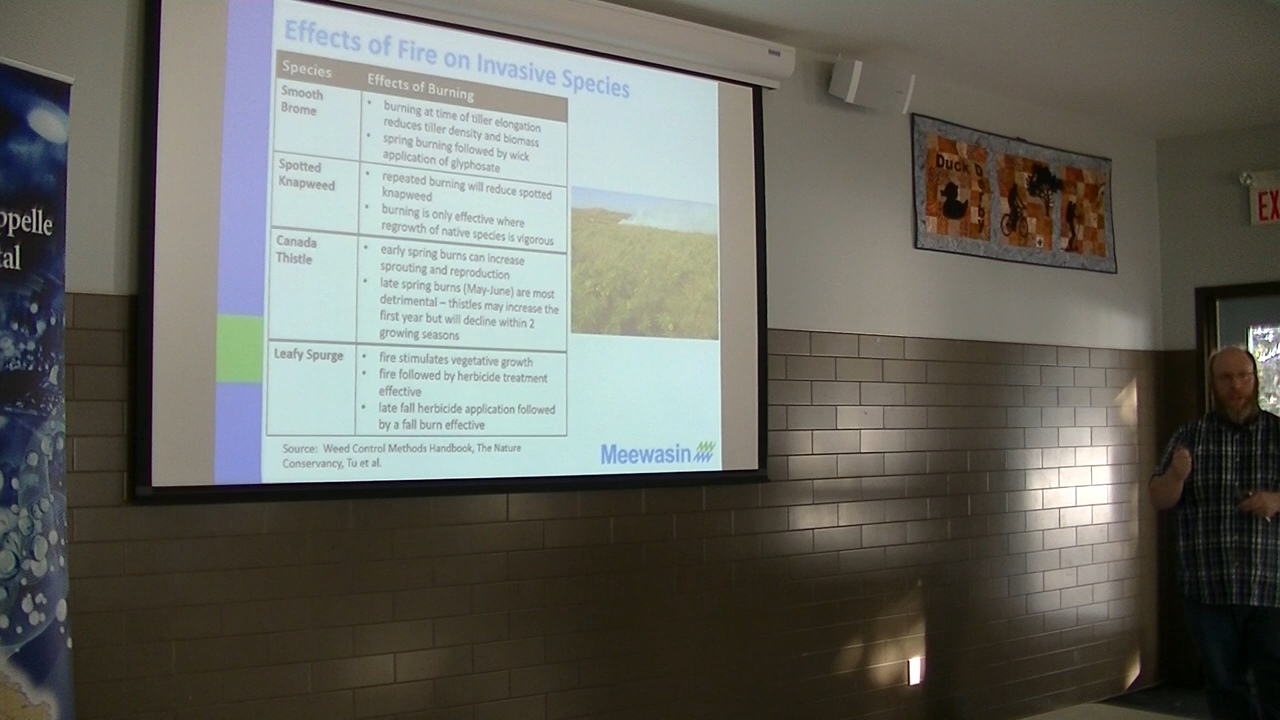 Effects of Fire on Invasive Species
Species
Effects of Burning
Smooth
Brome
• burning at time of tiller elongation
reduces tiller density and biomass
• spring burning followed by wick
application of glyphosate
Spotted
Knapweed
• repeated burning will reduce spotted
knapweed
• burning is only effective where
regrowth of native species is vigorous
Canada
Thistle
• early spring burns can increase
sprouting and reproduction
• late spring burns (May-June) are most
detrimental – thistles may increase the
first year but will decline within 2
growing seasons
Leafy Spurge
• fire stimulates vegetative growth
• fire followed by herbicide treatment
effective
• late fall herbicide application followed
by a fall burn effective
Source: Weed Control Methods Handbook, The Nature
Conservancy, Tu et al.
Meewasin
ppelle
tal
Duck
Derby
EX